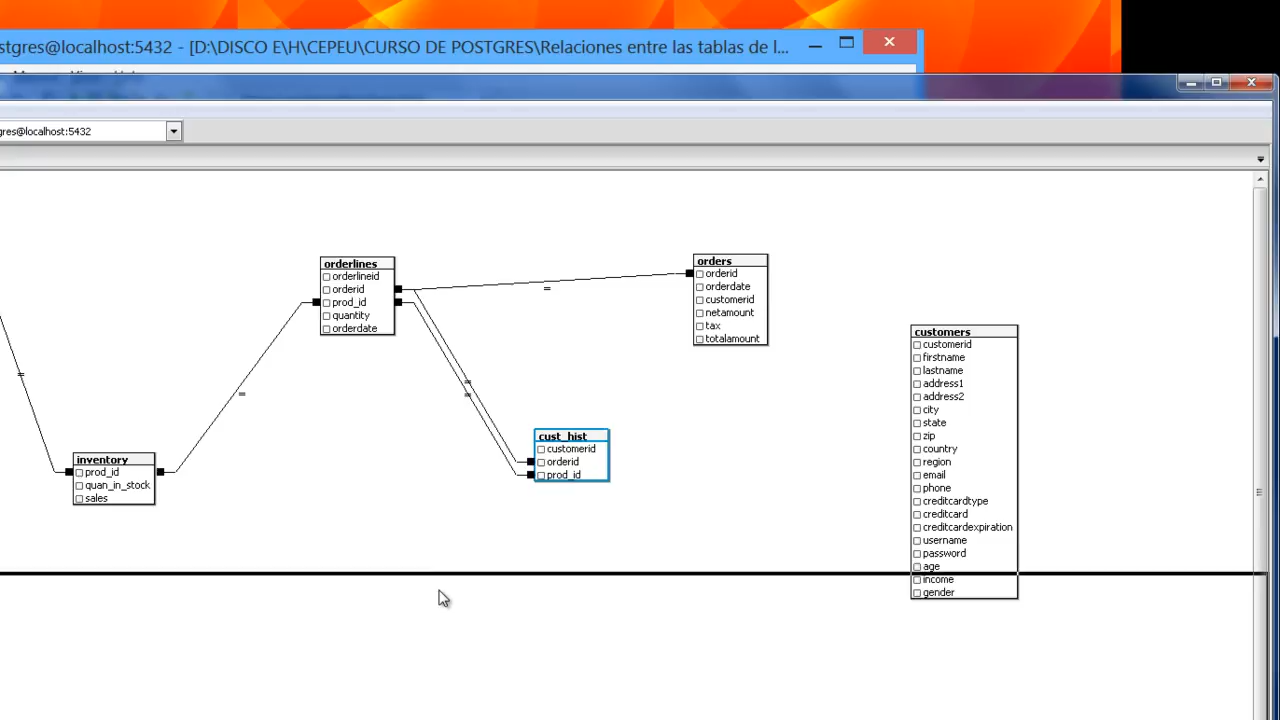 stgres@localhost:5432 - [D:\DISCO E\H\CEPEU\CURSO DE POSTGRES\Relaciones entre las tablas de l...
gres@localhost:5432
orderlines
orderlineid
orderid
prod_id
quantity
orderdate
orders
orderid
orderdate
customerid
netamount
tax
totalamount
customers
customerid
firstname
lastname
address1
address2
city
state
zip
country
region
email
phone
creditcardtype
creditcard
creditcardexpiration
username
password
age
income
gender
cust_hist
customerid
orderid
prod_id
inventory
prod_id
quan_in_stock
sales
=
=
=
=
=